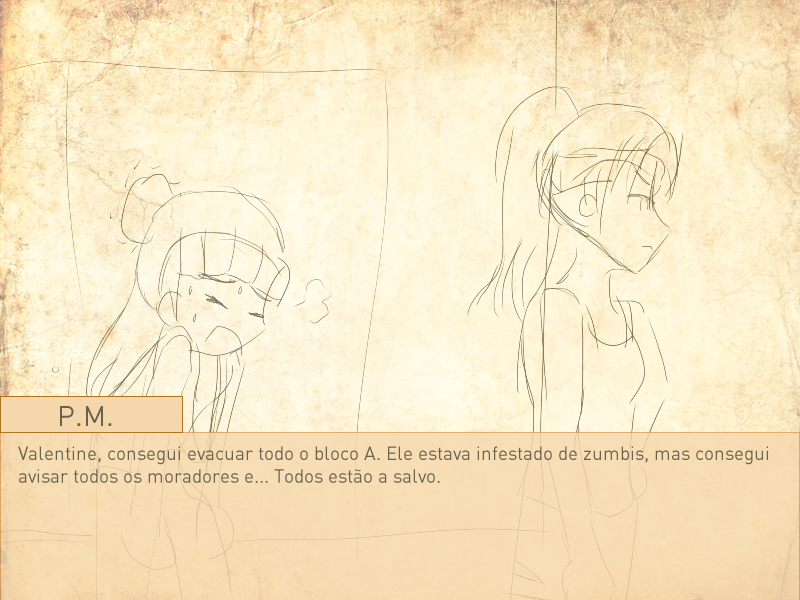 P.M.
Valentine, consegui evacuar todo o bloco A. Ele estava infestado de zumbis, mas consegui
avisar todos os moradores e... Todos estão a salvo.